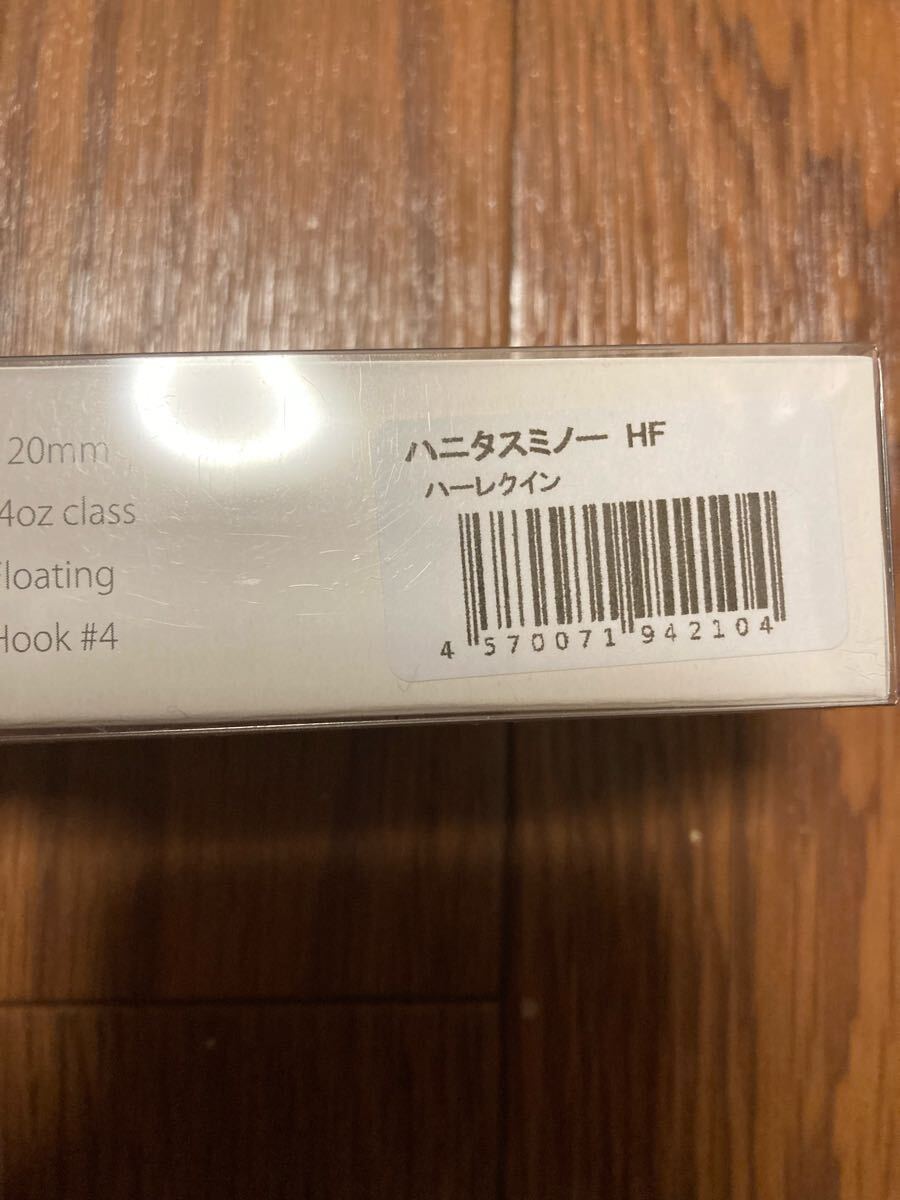 20mm
4oz class
Floating
Hook #4
ハニタスミノー HF
ハーレクイン
4 570071 942104